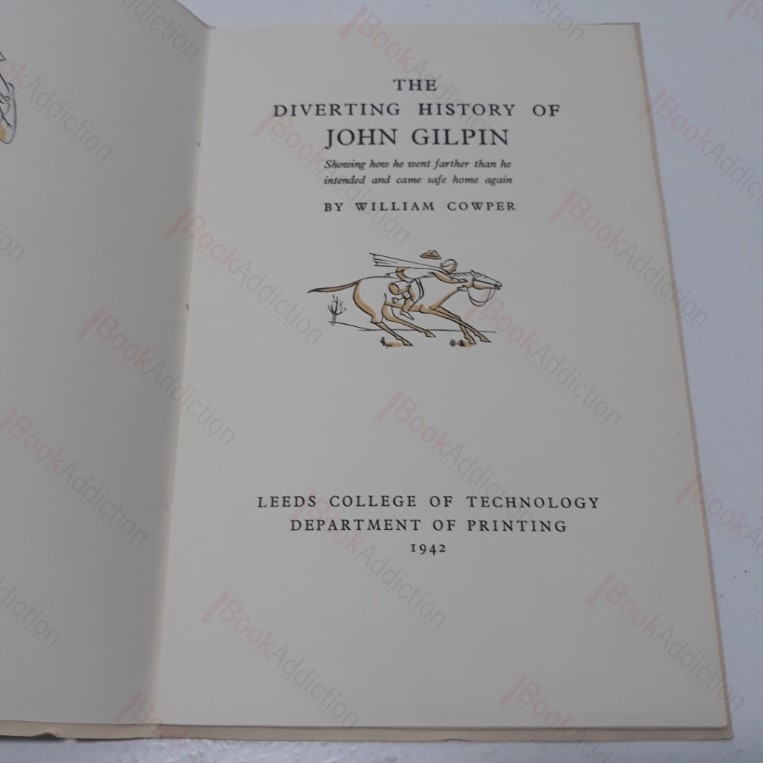 THE
DIVERTING HISTORY OF
JOHN GILPIN
Showing how he went farther than he
intended and came safe home again
BY WILLIAM COWPER
LEEDS COLLEGE OF TECHNOLOGY
DEPARTMENT OF PRINTING
1942
BookAddiction